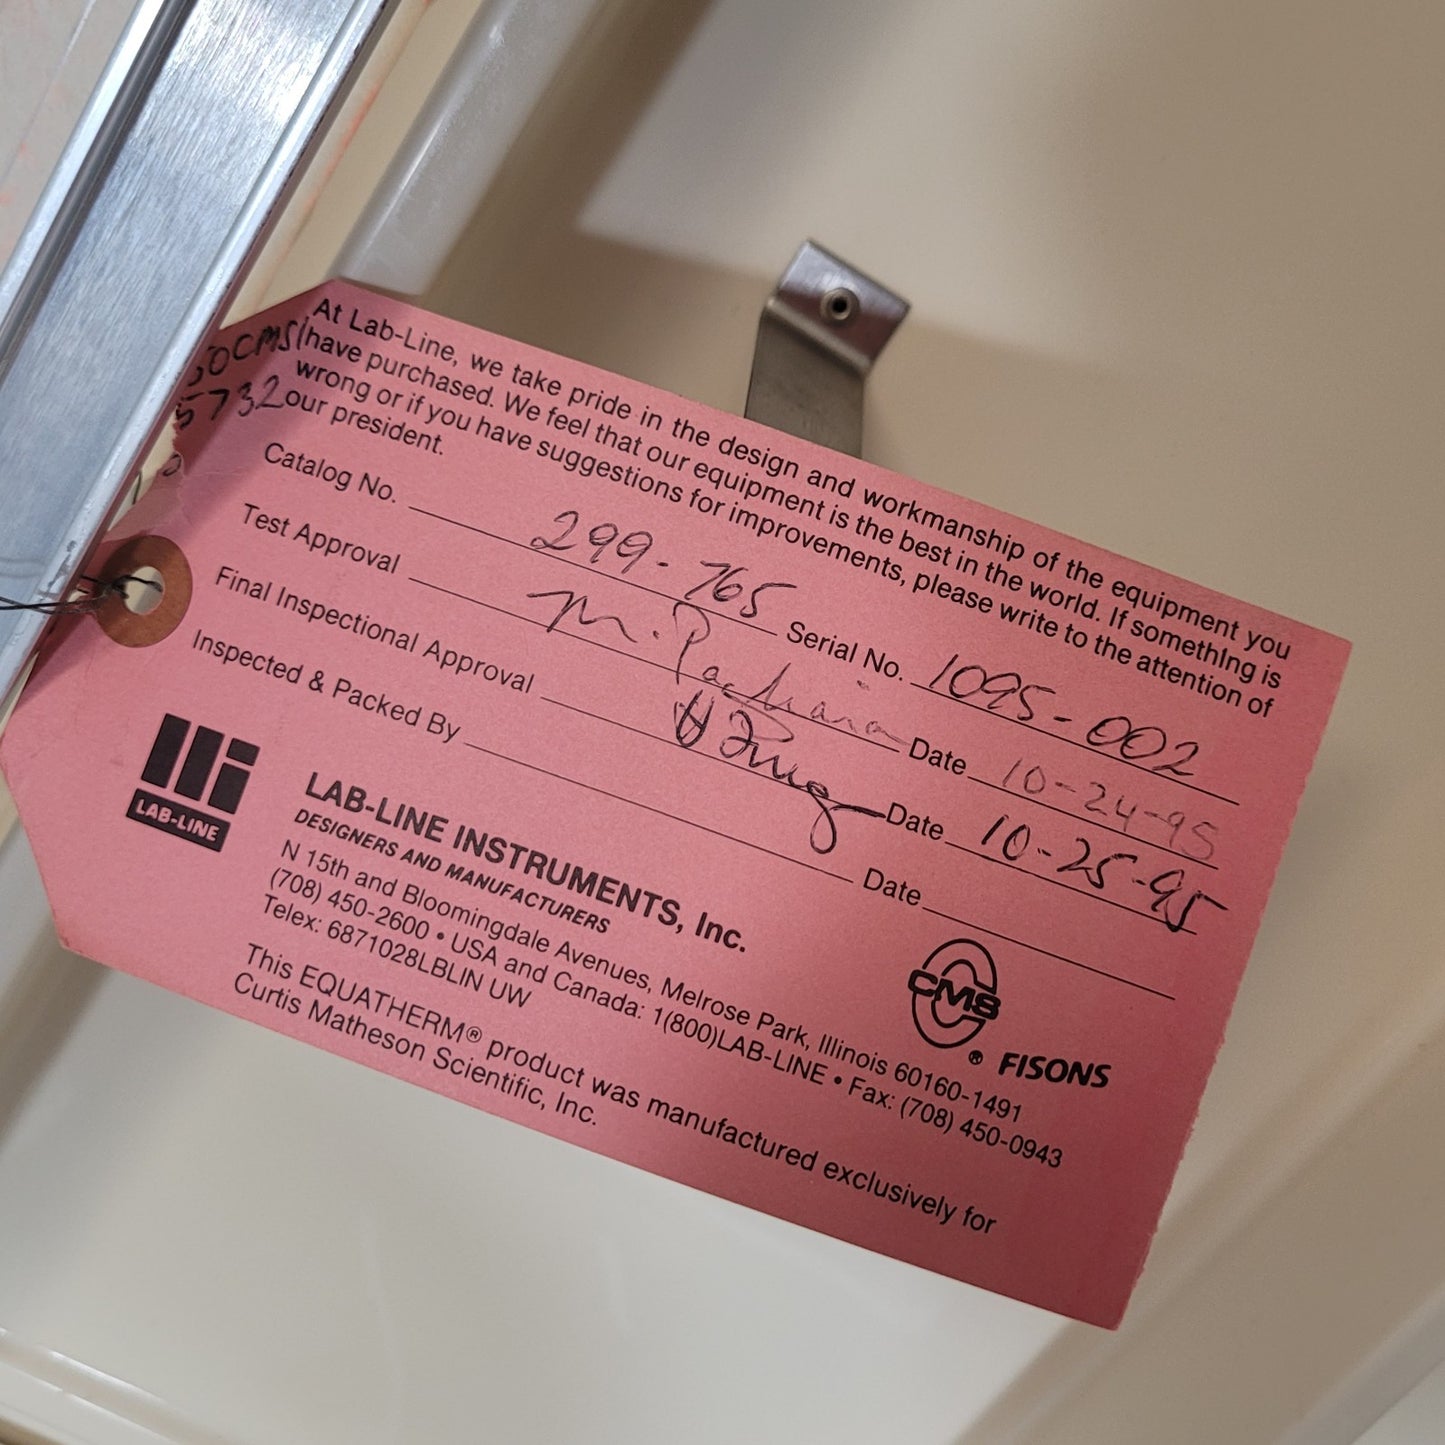 At Lab-Line, we take pride in the design and workmanship of the equipment you
have purchased. We feel that our equipment is the best in the world. If something is
wrong or if you have suggestions for improvements, please write to the attention of
our president.
50CMS/
5732
Catalog No. 299-765 Serial No. 1095-002
Test Approval M. Date 10-24-95
Final Inspectional Approval Date 10-25-95
Inspected & Packed By Date
LAB-LINE
LAB-LINE INSTRUMENTS, Inc.
DESIGNERS AND MANUFACTURERS
N 15th and Bloomingdale Avenues, Melrose Park, Illinois 60160-1491
(708) 450-2600 • USA and Canada: 1(800)LAB-LINE • Fax: (708) 450-0943
Telex: 6871028LBLIN UW
CMS
® FISONS
This EQUATHERM® product was manufactured exclusively for
Curtis Matheson Scientific, Inc.